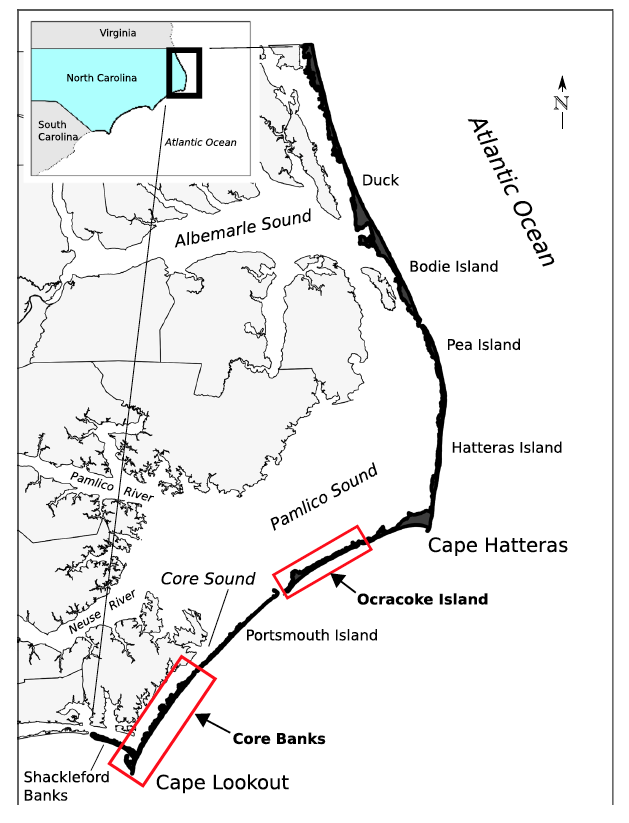 Virginia
North Carolina
South
Carolina
Atlantic Ocean
N
Atlantic Ocean
Duck
Albemarle Sound
Bodie Island
Pea Island
Hatteras Island
Pamlico Sound
Pamlico River
Cape Hatteras
Core Sound
Ocracoke Island
Neuse River
Portsmouth Island
Core Banks
Shackleford
Banks
Cape Lookout